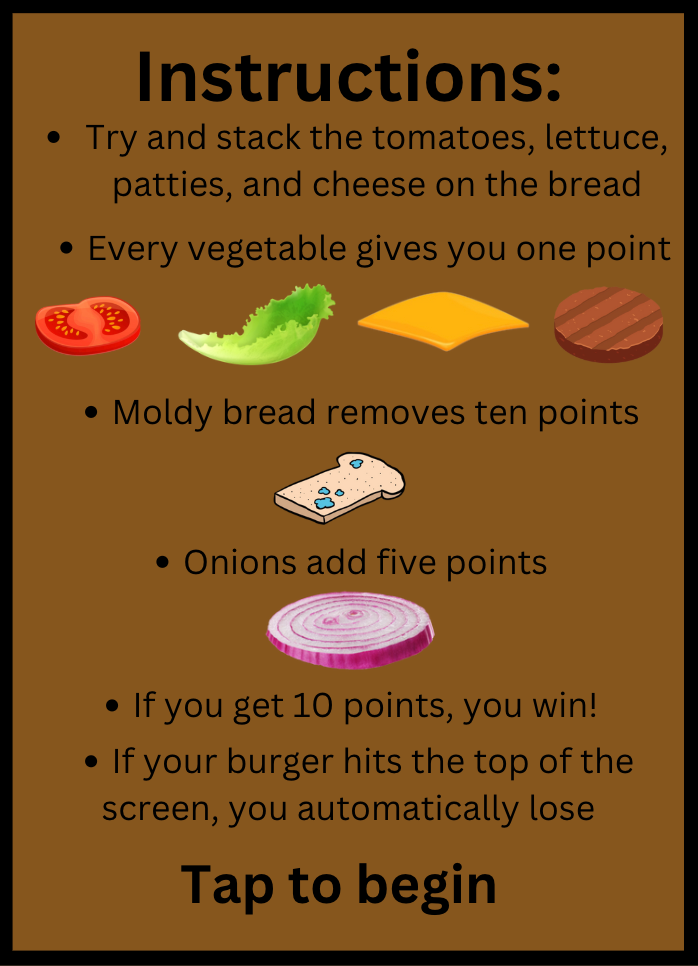 Instructions:
• Try and stack the tomatoes, lettuce,
patties, and cheese on the bread
• Every vegetable gives you one point
• Moldy bread removes ten points
• Onions add five points
• If you get 10 points, you win!
• If your burger hits the top of the
screen, you automatically lose
Tap to begin